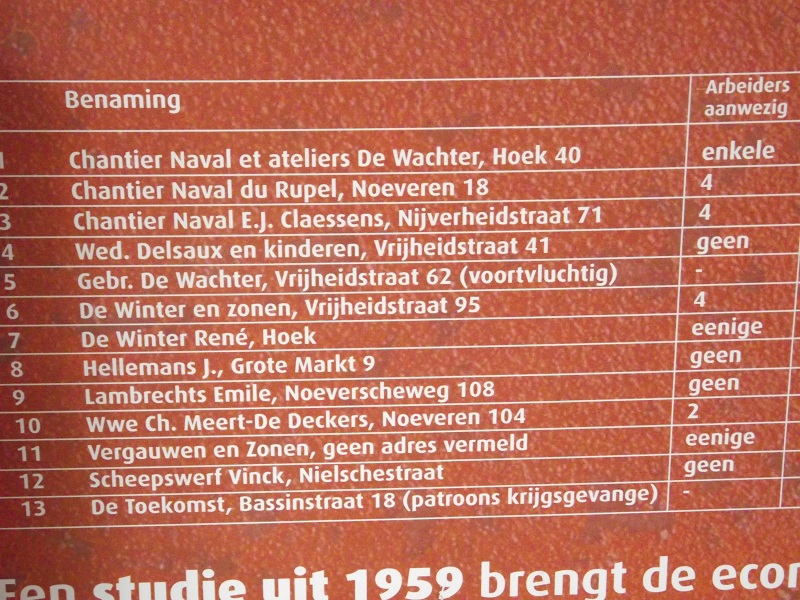 Benaming Arbeiders aanwezig
1 Chantier Naval et ateliers De Wachter, Hoek 40 enkele
2 Chantier Naval du Rupel, Noeveren 18 4
3 Chantier Naval E.J. Claessens, Nijverheidstraat 71 4
4 Wed. Delsaux en kinderen, Vrijheidstraat 41 geen
5 Gebr. De Wachter, Vrijheidstraat 62 (voortvluchtig) -
6 De Winter en zonen, Vrijheidstraat 95 4
7 De Winter René, Hoek eenige
8 Hellemans J., Grote Markt 9 geen
9 Lambrechts Emile, Noeverscheweg 108 geen
10 Wwe Ch. Meert-De Deckers, Noeveren 104 2
11 Vergauwen en Zonen, geen adres vermeld eenige
12 Scheepswerf Vinck, Nielschestraat geen
13 De Toekomst, Bassinstraat 18 (patroons krijgsgevange) -
Een studie uit 1959 brengt de econ